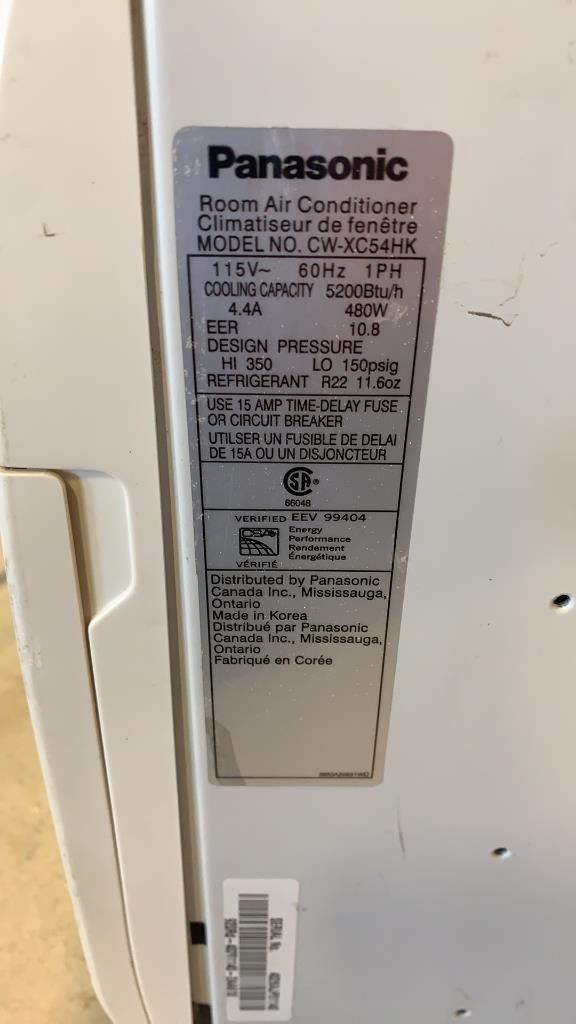 Panasonic
Room Air Conditioner
Climatiseur de fenêtre
MODEL NO. CW-XC54HK
115V~ 60Hz 1PH
COOLING CAPACITY 5200Btu/h
4.4A 480W
EER 10.8
DESIGN PRESSURE
HI 350 LO 150psig
REFRIGERANT R22 11.6oz
USE 15 AMP TIME-DELAY FUSE
OR CIRCUIT BREAKER
UTILSER UN FUSIBLE DE DELAI
DE 15A OU UN DISJONCTEUR
SA ®
66048
VERIFIED EEV 99404
Energy
Performance
Rendement
Énergétique
VÉRIFIÉ
Distributed by Panasonic
Canada Inc., Mississauga,
Ontario
Made in Korea
Distribué par Panasonic
Canada Inc., Mississauga,
Ontario
Fabriqué en Corée
SERIAL No.